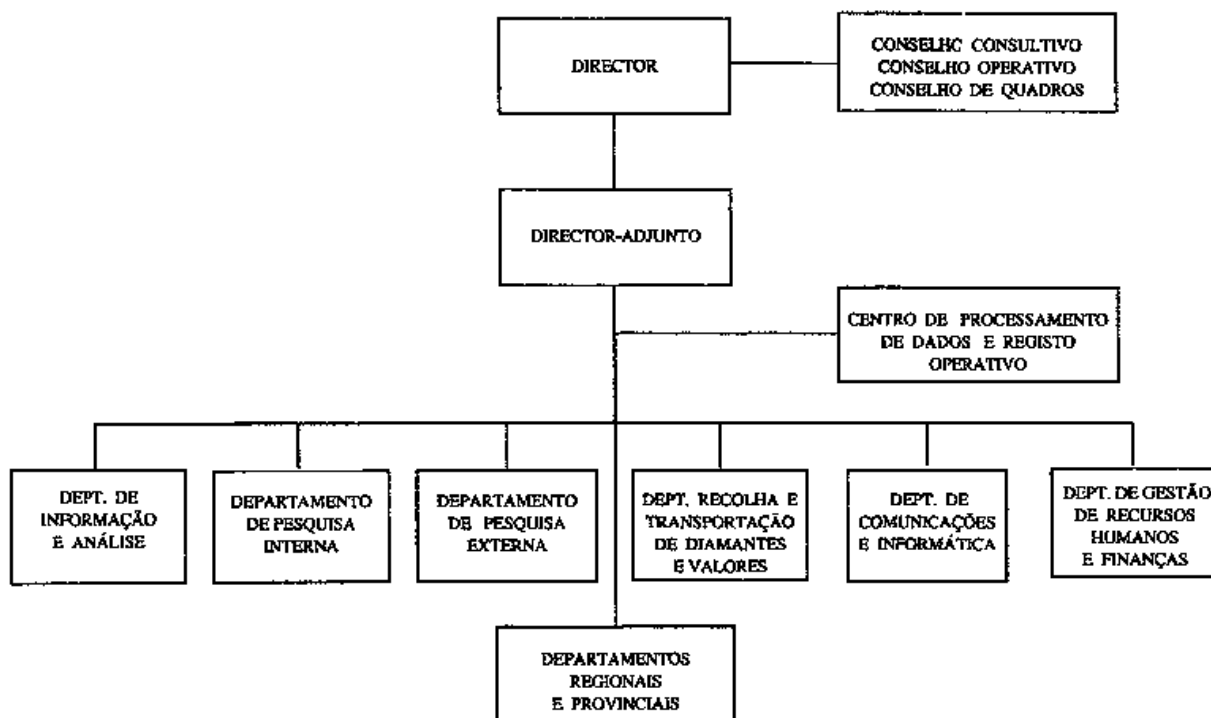 DIRECTOR
CONSELHC CONSULTIVO
CONSELHO OPERATIVO
CONSELHO DE QUADROS
DIRECTOR-ADJUNTO
CENTRO DE PROCESSAMENTO
DE DADOS E REGISTO
OPERATIVO
DEPT. DE
INFORMAÇÃO
E ANÁLISE
DEPARTAMENTO
DE PESQUISA
INTERNA
DEPARTAMENTO
DE PESQUISA
EXTERNA
DEPT. RECOLHA E
TRANSPORTAÇÃO
DE DIAMANTES
E VALORES
DEPT. DE
COMUNICAÇÕES
E INFORMÁTICA
DEPT. DE GESTÃO
DE RECURSOS
HUMANOS
E FINANÇAS
DEPARTAMENTOS
REGIONAIS
E PROVINCIAIS